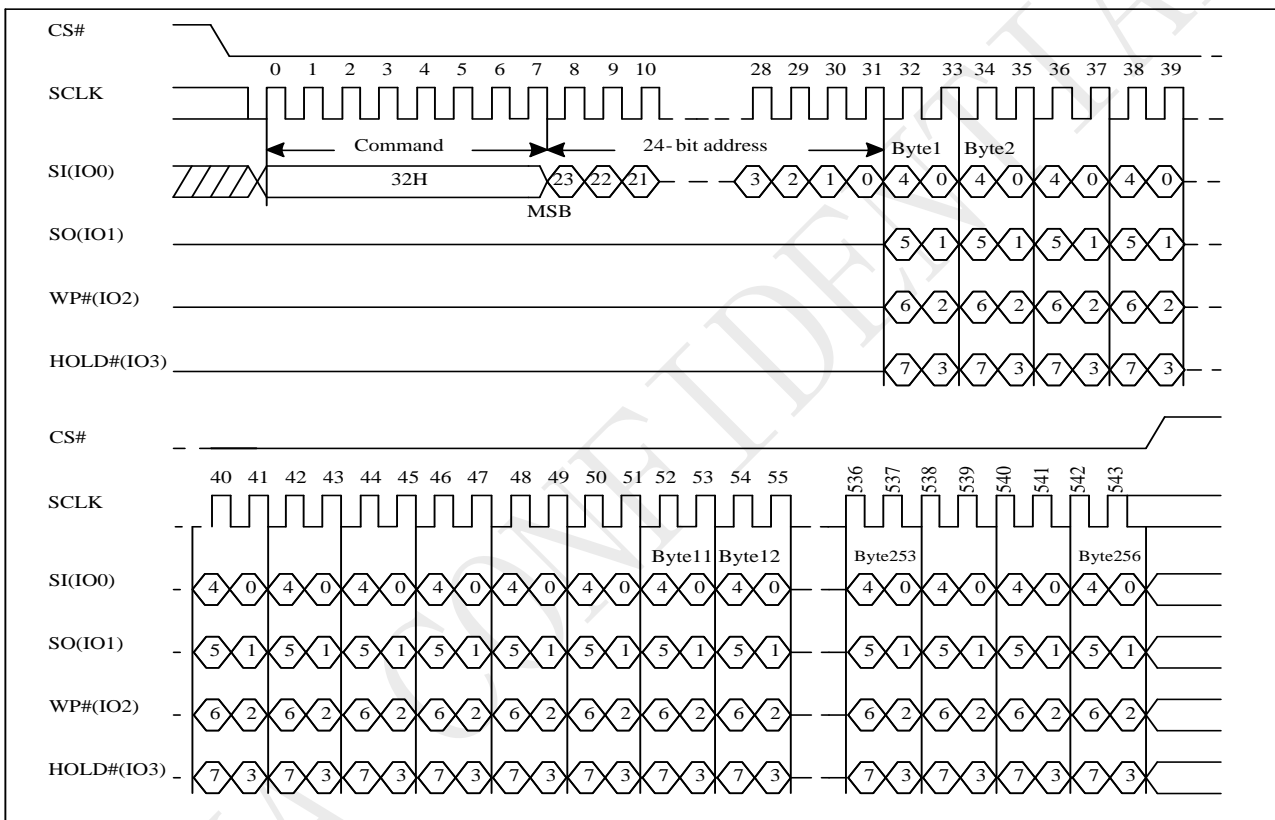 CS#
0 1 2 3 4 5 6 7 8 9 10 28 29 30 31 32 33 34 35 36 37 38 39
SCLK
Command 24-bit address Byte1 Byte2
SI(IO0) 32H 23 22 21 3 2 1 0 4 0 4 0 4 0 4 0
MSB
SO(IO1) 5 1 5 1 5 1 5 1
WP#(IO2) 6 2 6 2 6 2 6 2
HOLD#(IO3) 7 3 7 3 7 3 7 3
CS#
40 41 42 43 44 45 46 47 48 49 50 51 52 53 54 55 536 537 538 539 540 541 542 543
SCLK
Byte11 Byte12 Byte253 Byte256
SI(IO0) 4 0 4 0 4 0 4 0 4 0 4 0 4 0 4 0 4 0 4 0 4 0 4 0
SO(IO1) 5 1 5 1 5 1 5 1 5 1 5 1 5 1 5 1 5 1 5 1 5 1 5 1
WP#(IO2) 6 2 6 2 6 2 6 2 6 2 6 2 6 2 6 2 6 2 6 2 6 2 6 2
HOLD#(IO3) 7 3 7 3 7 3 7 3 7 3 7 3 7 3 7 3 7 3 7 3 7 3 7 3
CONFIDENTIA